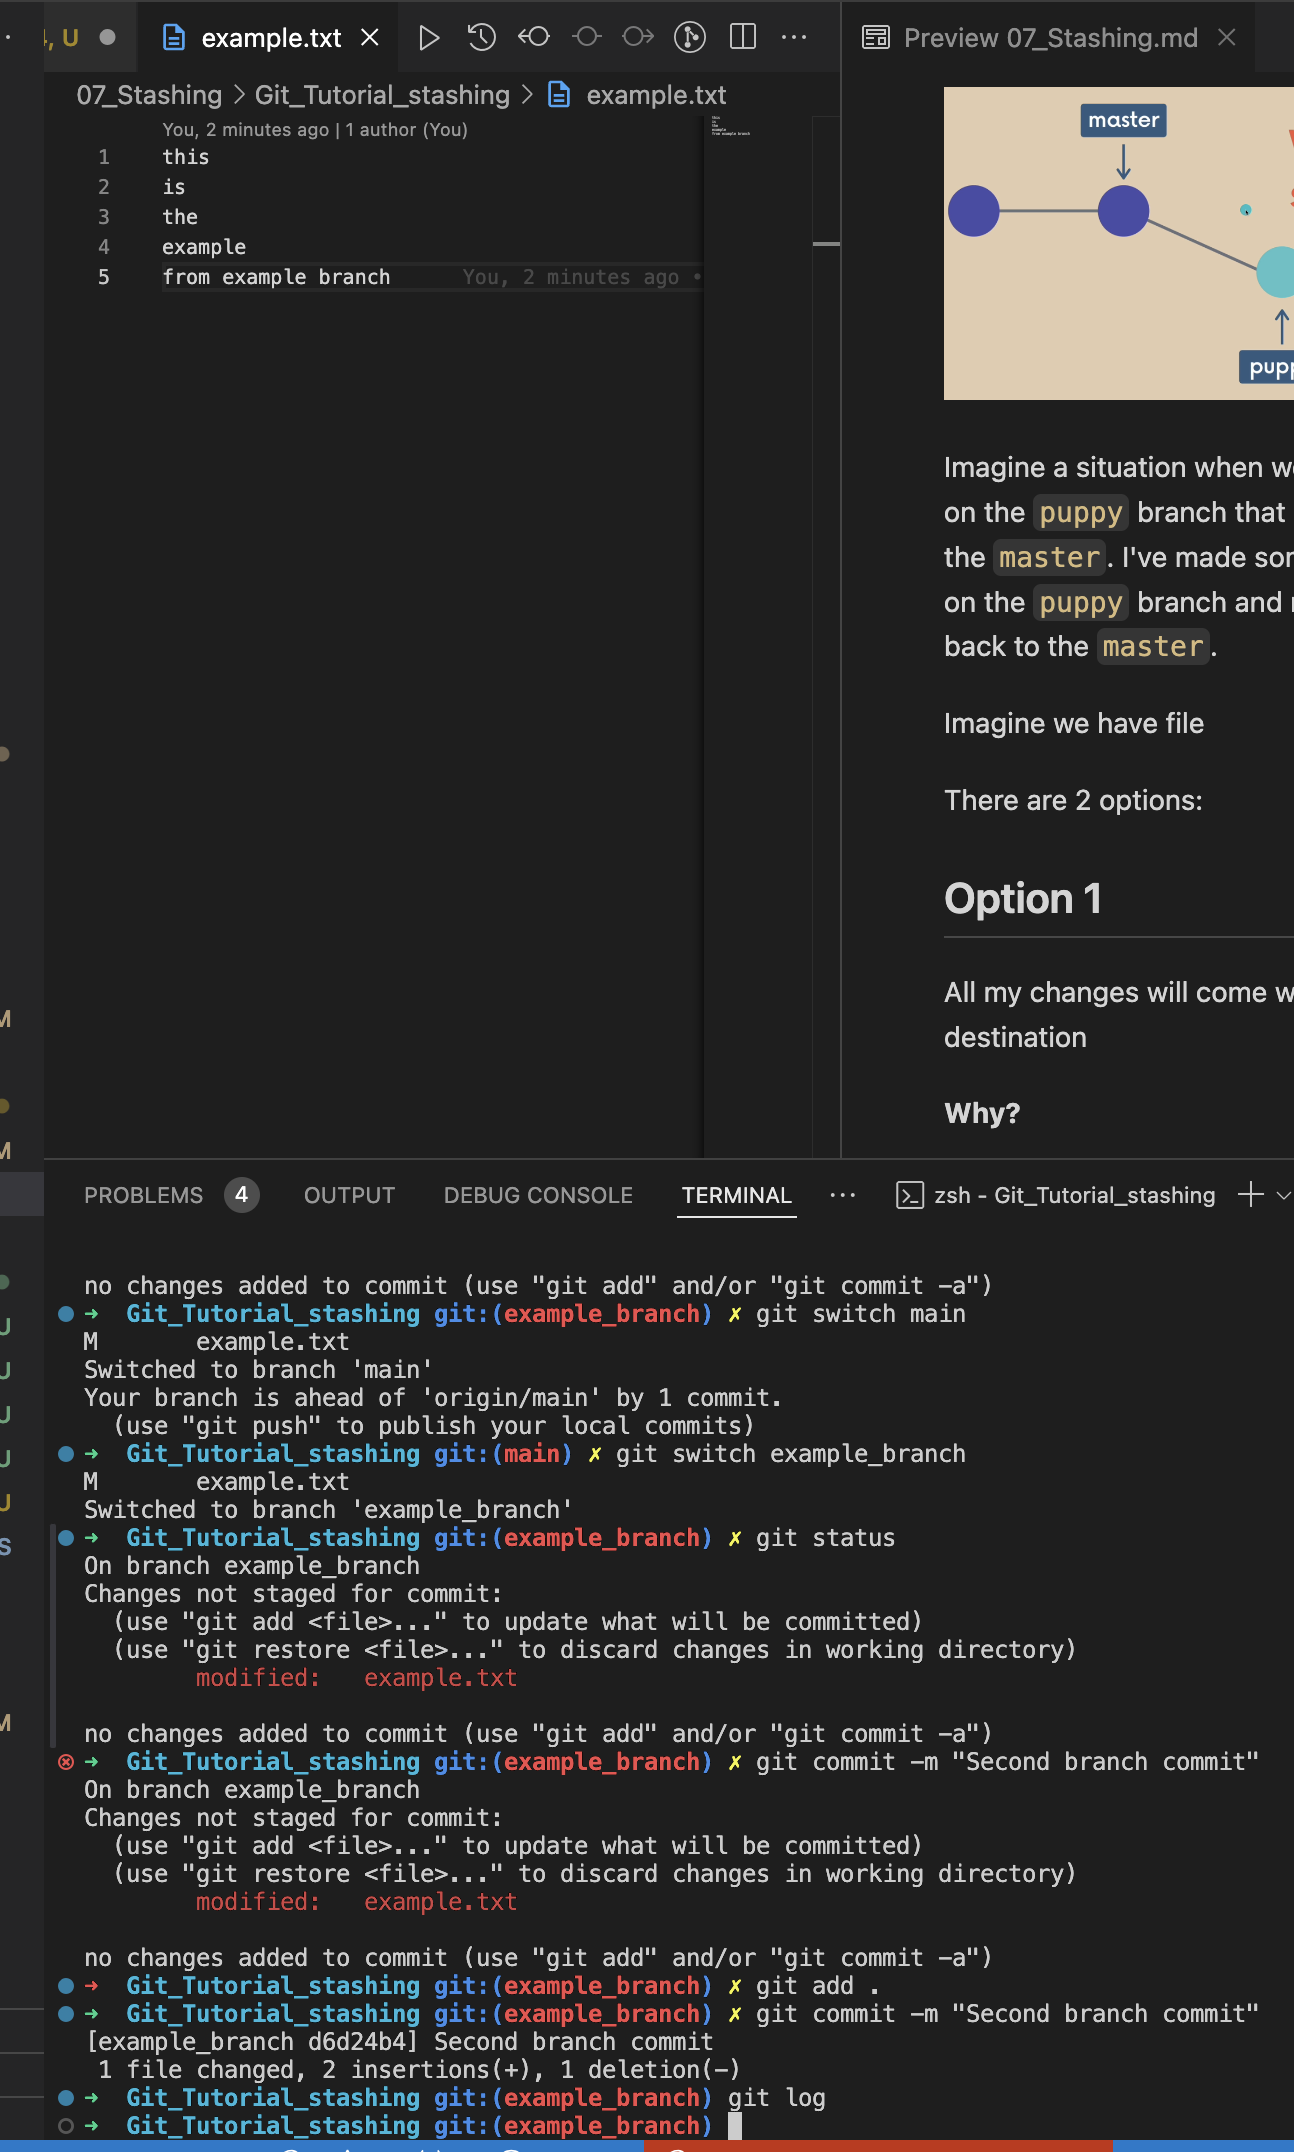 4, U
example.txt
Preview 07_Stashing.md
07_Stashing > Git_Tutorial_stashing > example.txt
You, 2 minutes ago | 1 author (You)
1 this
2 is
3 the
4 example
5 from example branch You, 2 minutes ago •
master
Imagine a situation when
on the puppy branch that
the master. I've made
on the puppy branch and
back to the master.
Imagine we have file
There are 2 options:
Option 1
All my changes will come
destination
Why?
M
M
U
U
U
U
U
S
M
PROBLEMS 4 OUTPUT DEBUG CONSOLE TERMINAL ... zsh - Git_Tutorial_stashing
no changes added to commit (use "git add" and/or "git commit -a")
➜ Git_Tutorial_stashing git:(example_branch) ✗ git switch main
M example.txt
Switched to branch 'main'
Your branch is ahead of 'origin/main' by 1 commit.
(use "git push" to publish your local commits)
➜ Git_Tutorial_stashing git:(main) ✗ git switch example_branch
M example.txt
Switched to branch 'example_branch'
➜ Git_Tutorial_stashing git:(example_branch) ✗ git status
On branch example_branch
Changes not staged for commit:
(use "git add <file>..." to update what will be committed)
(use "git restore <file>..." to discard changes in working directory)
modified: example.txt
no changes added to commit (use "git add" and/or "git commit -a")
➜ Git_Tutorial_stashing git:(example_branch) ✗ git commit -m "Second branch commit"
On branch example_branch
Changes not staged for commit:
(use "git add <file>..." to update what will be committed)
(use "git restore <file>..." to discard changes in working directory)
modified: example.txt
no changes added to commit (use "git add" and/or "git commit -a")
➜ Git_Tutorial_stashing git:(example_branch) ✗ git add .
➜ Git_Tutorial_stashing git:(example_branch) ✗ git commit -m "Second branch commit"
[example_branch d6d24b4] Second branch commit
1 file changed, 2 insertions(+), 1 deletion(-)
➜ Git_Tutorial_stashing git:(example_branch) git log
➜ Git_Tutorial_stashing git:(example_branch)